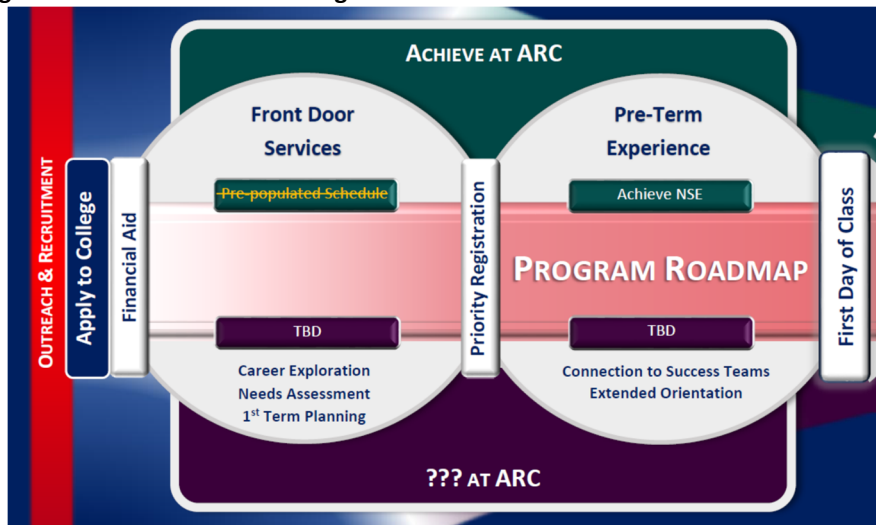 ACHIEVE AT ARC
Front Door
Services
Pre-populated Schedule
TBD
Career Exploration
Needs Assessment
1st Term Planning
Pre-Term
Experience
Achieve NSE
PROGRAM ROADMAP
TBD
Connection to Success Teams
Extended Orientation
??? AT ARC
OUTREACH & RECRUITMENT
Apply to College
Financial Aid
Priority Registration
First Day of Class